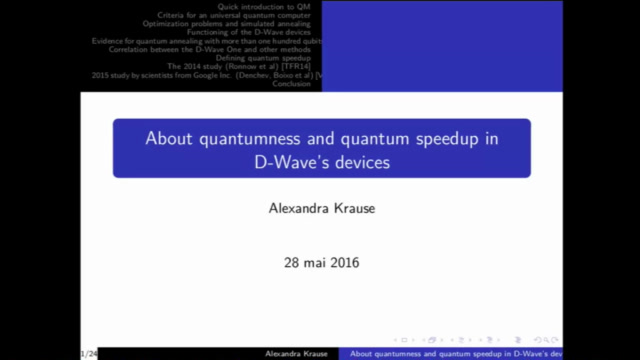 Quick introduction to QM
Criteria for an universal quantum computer
Optimization problems and simulated annealing
Functioning of the D-Wave devices
Evidence for quantum annealing with more than one hundred qubits
Correlation between the D-Wave One and other methods
Defining quantum speedup
The 2014 study (Ronnow et al) [TFR14]
2015 study by scientists from Google Inc. (Denchev, Boixo et al) [V
Conclusion
About quantumness and quantum speedup in
D-Wave's devices
Alexandra Krause
28 mai 2016
1/24
Alexandra Krause
About quantumness and quantum speedup in D-Wave's dev